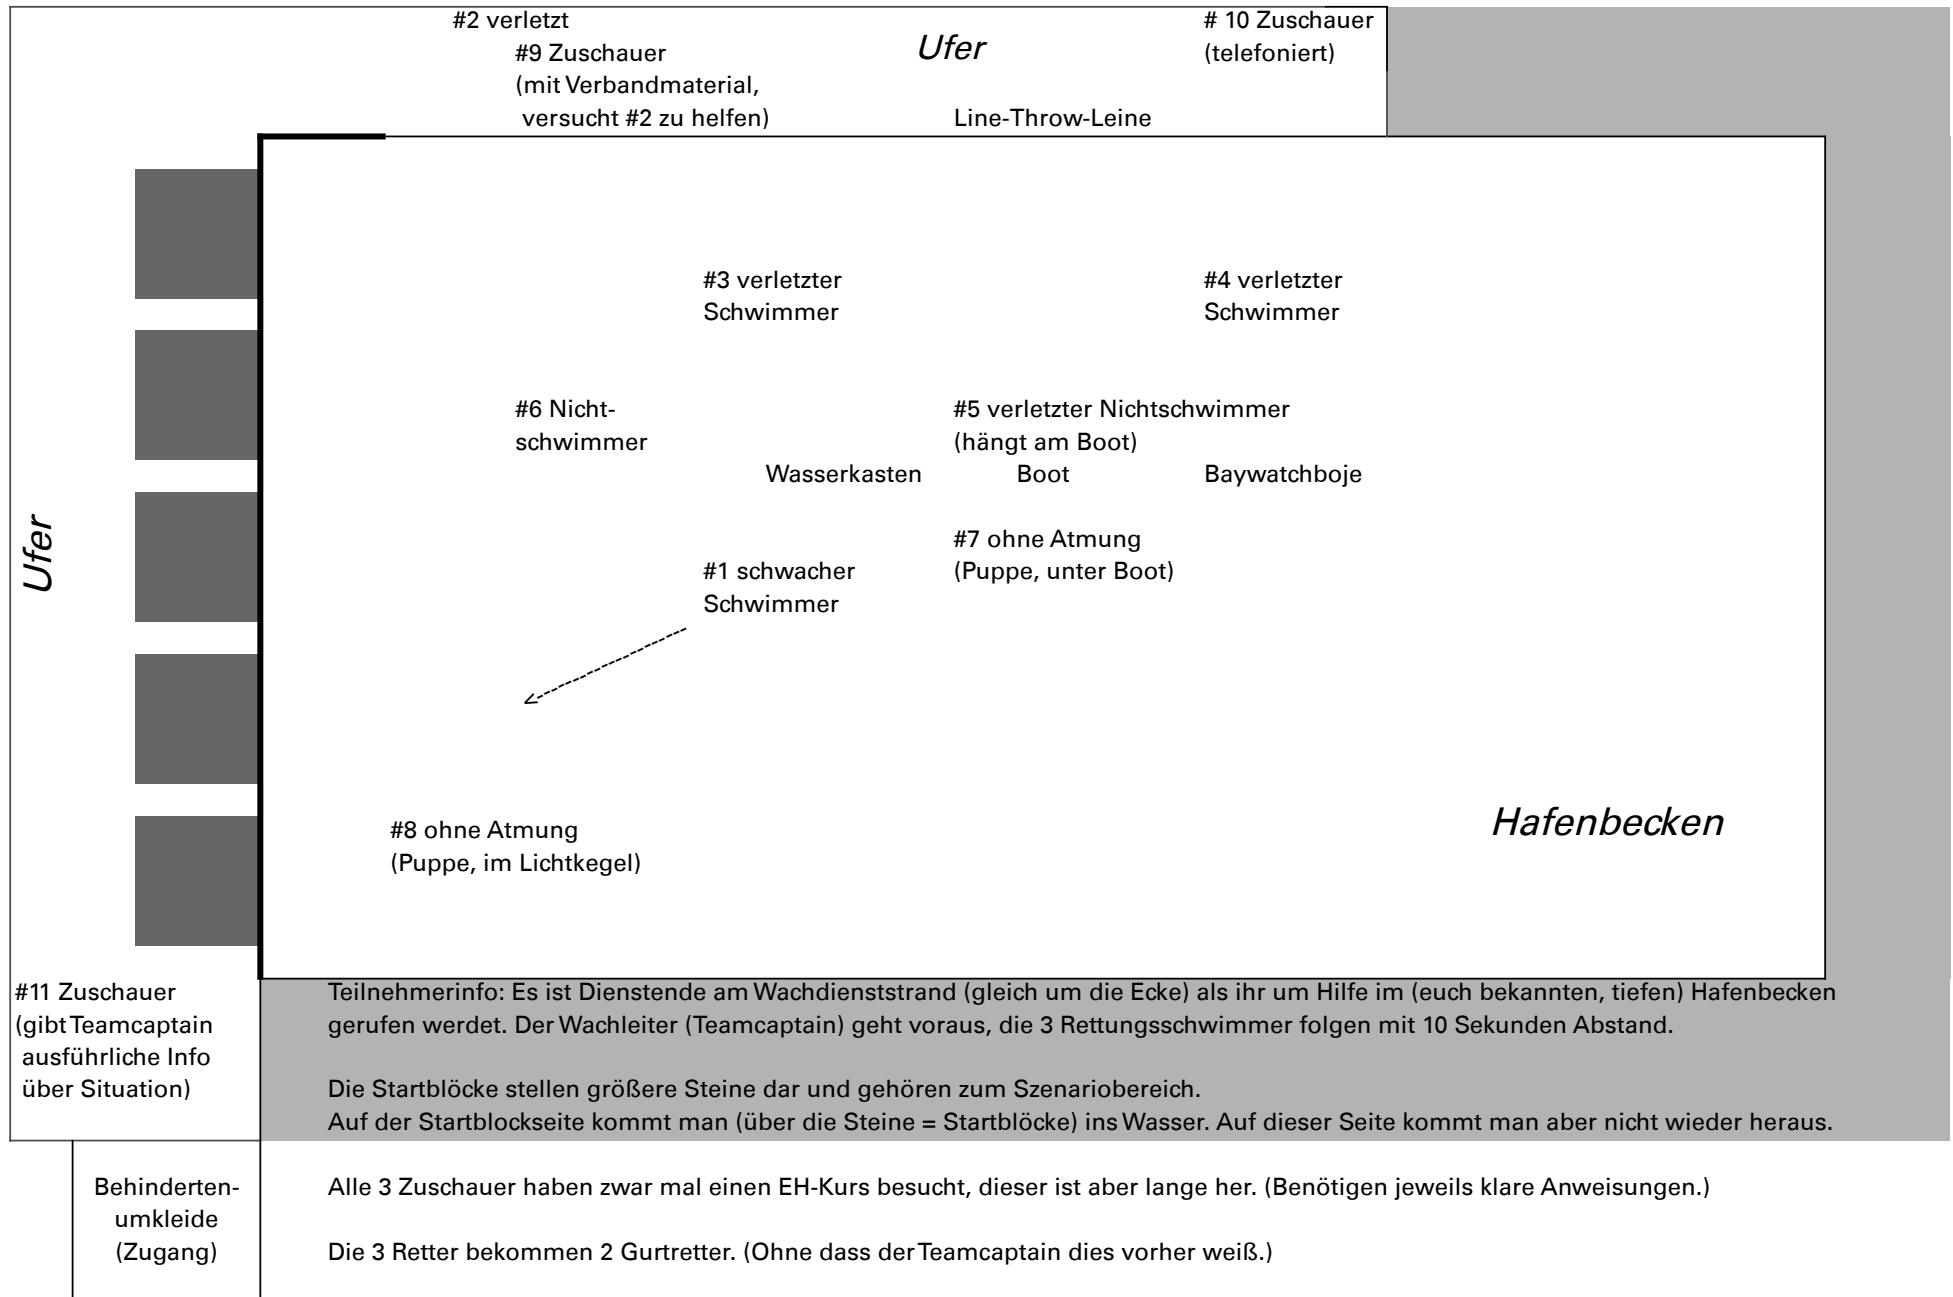 #2 verletzt
#9 Zuschauer
(mit Verbandmaterial,
versucht #2 zu helfen)
Ufer
# 10 Zuschauer
(telefoniert)
Line-Throw-Leine
#3 verletzter
Schwimmer
#4 verletzter
Schwimmer
#6 Nicht-
schwimmer
#5 verletzter Nichtschwimmer
(hängt am Boot)
Wasserkasten
Boot
Baywatchboje
Ufer
#7 ohne Atmung
(Puppe, unter Boot)
#1 schwacher
Schwimmer
#8 ohne Atmung
(Puppe, im Lichtkegel)
Hafenbecken
#11 Zuschauer
(gibt Teamcaptain
ausführliche Info
über Situation)
Teilnehmerinfo: Es ist Dienstende am Wachdienststrand (gleich um die Ecke) als ihr um Hilfe im (euch bekannten, tiefen) Hafenbecken
gerufen werdet. Der Wachleiter (Teamcaptain) geht voraus, die 3 Rettungsschwimmer folgen mit 10 Sekunden Abstand.
Die Startblöcke stellen größere Steine dar und gehören zum Szenariobereich.
Auf der Startblockseite kommt man (über die Steine = Startblöcke) ins Wasser. Auf dieser Seite kommt man aber nicht wieder heraus.
Behinderten-
umkleide
(Zugang)
Alle 3 Zuschauer haben zwar mal einen EH-Kurs besucht, dieser ist aber lange her. (Benötigen jeweils klare Anweisungen.)
Die 3 Retter bekommen 2 Gurtretter. (Ohne dass der Teamcaptain dies vorher weiß.)